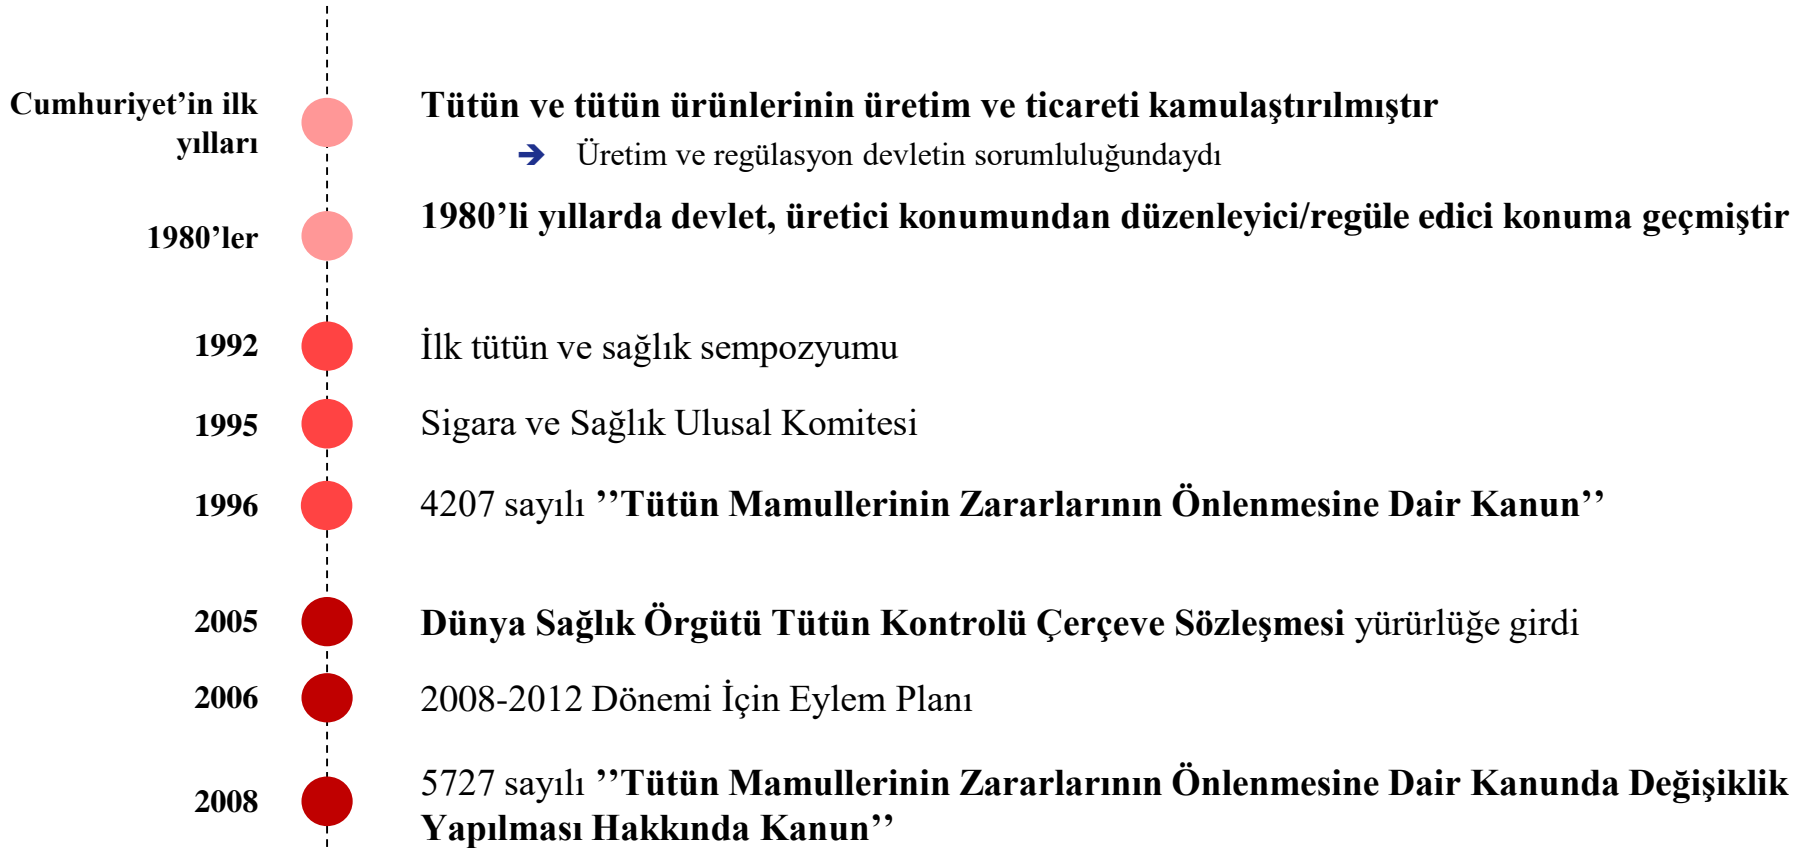 Cumhuriyet’in ilk
yılları
Tütün ve tütün ürünlerinin üretim ve ticareti kamulaştırılmıştır
➔ Üretim ve regülasyon devletin sorumluluğundaydı
1980’ler
1980’li yıllarda devlet, üretici konumundan düzenleyici/regüle edici konuma geçmiştir
1992
İlk tütün ve sağlık sempozyumu
1995
Sigara ve Sağlık Ulusal Komitesi
1996
4207 sayılı ’’Tütün Mamullerinin Zararlarının Önlenmesine Dair Kanun’’
2005
Dünya Sağlık Örgütü Tütün Kontrolü Çerçeve Sözleşmesi yürürlüğe girdi
2006
2008-2012 Dönemi İçin Eylem Planı
2008
5727 sayılı ’’Tütün Mamullerinin Zararlarının Önlenmesine Dair Kanunda Değişiklik
Yapılması Hakkında Kanun’’